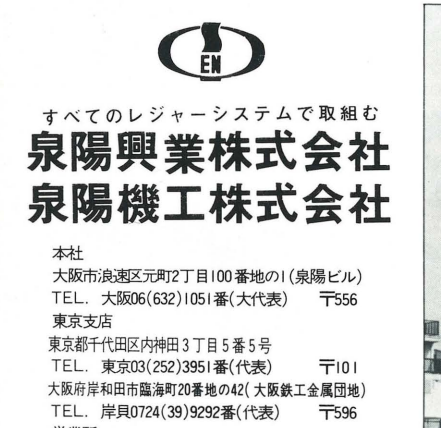 SEN
すべてのレジャーシステムで取組む
泉陽興業株式会社
泉陽機工株式会社
本社
大阪市浪速区元町2丁目100番地の1(泉陽ビル)
TEL. 大阪06(632)1051番(大代表) 〒556
東京支店
東京都千代田区内神田3丁目5番5号
TEL. 東京03(252)3951番(代表) 〒101
大阪府岸和田市臨海町20番地の42(大阪鉄工金属団地)
TEL. 岸貝0724(39)9292番(代表) 〒596